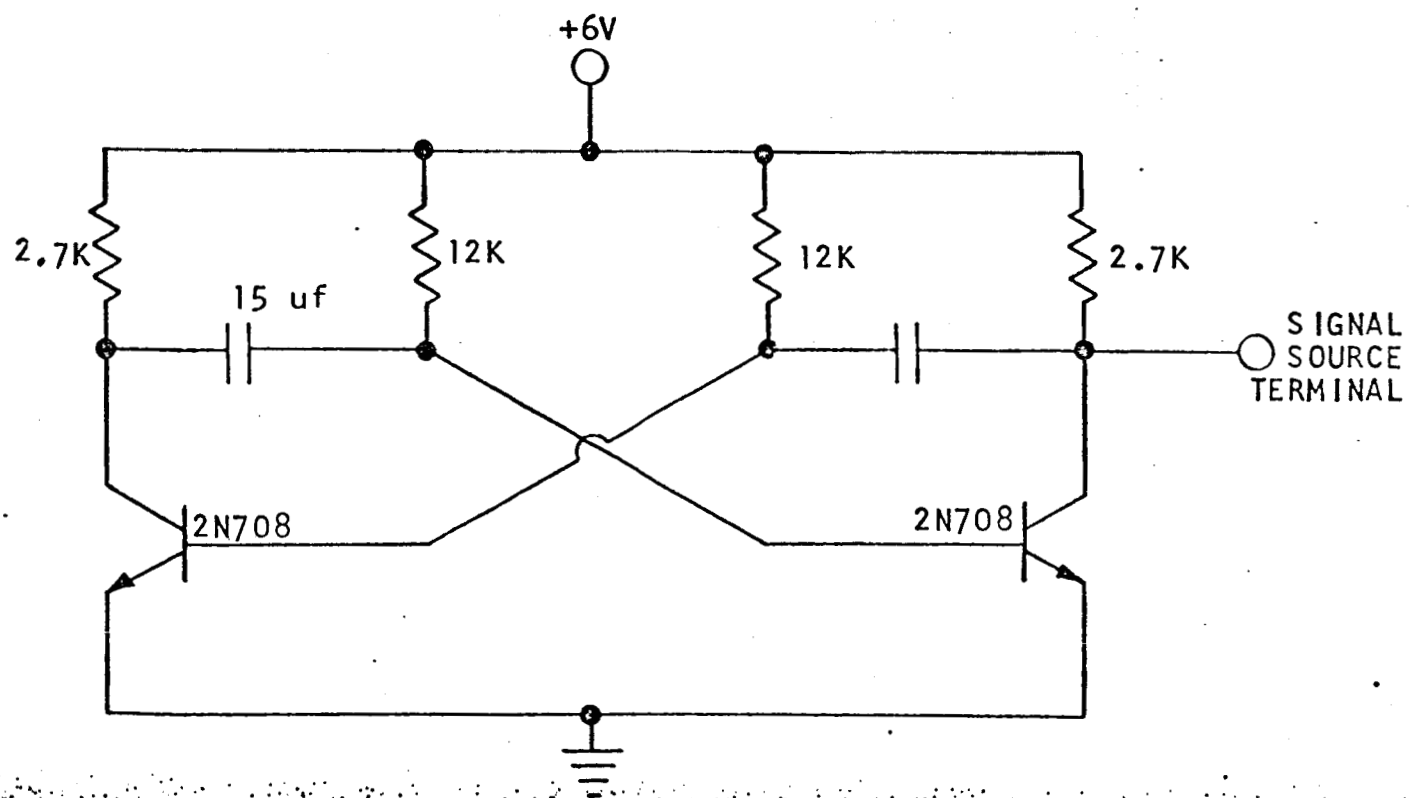 +6V
2.7K
12K
12K
2.7K
15 uf
SIGNAL
SOURCE
TERMINAL
2N708
2N708